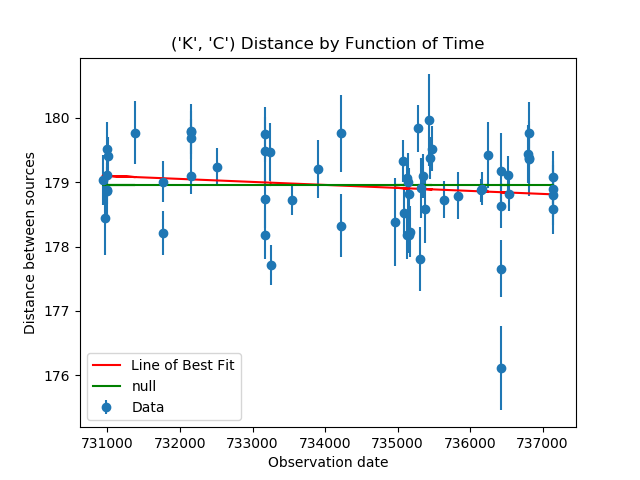 ('K', 'C') Distance by Function of Time
Distance between sources
180
179
178
177
176
Line of Best Fit
null
Data
731000 732000 733000 734000 735000 736000 737000
Observation date